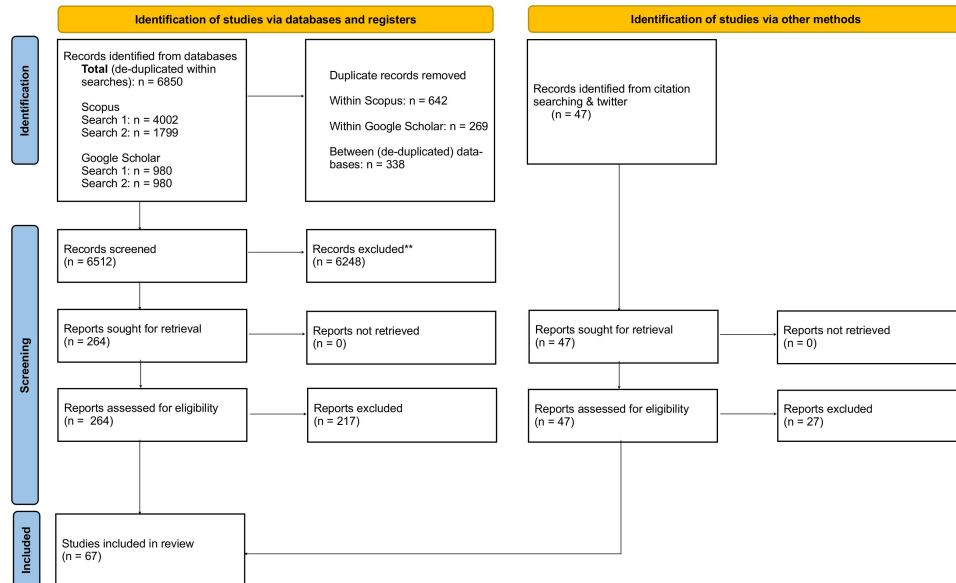 Identification of studies via databases and registers
Identification of studies via other methods
Identification
Records identified from databases
Total (de-duplicated within
searches): n = 6850
Scopus
Search 1: n = 4002
Search 2: n = 1799
Google Scholar
Search 1: n = 980
Search 2: n = 980
Duplicate records removed
Within Scopus: n = 642
Within Google Scholar: n = 269
Between (de-duplicated) data-
bases: n = 338
Records identified from citation
searching & twitter
(n = 47)
Screening
Records screened
(n = 6512)
Records excluded**
(n = 6248)
Reports sought for retrieval
(n = 264)
Reports not retrieved
(n = 0)
Reports sought for retrieval
(n = 47)
Reports not retrieved
(n = 0)
Reports assessed for eligibility
(n = 264)
Reports excluded
(n = 217)
Reports assessed for eligibility
(n = 47)
Reports excluded
(n = 27)
Included
Studies included in review
(n = 67)